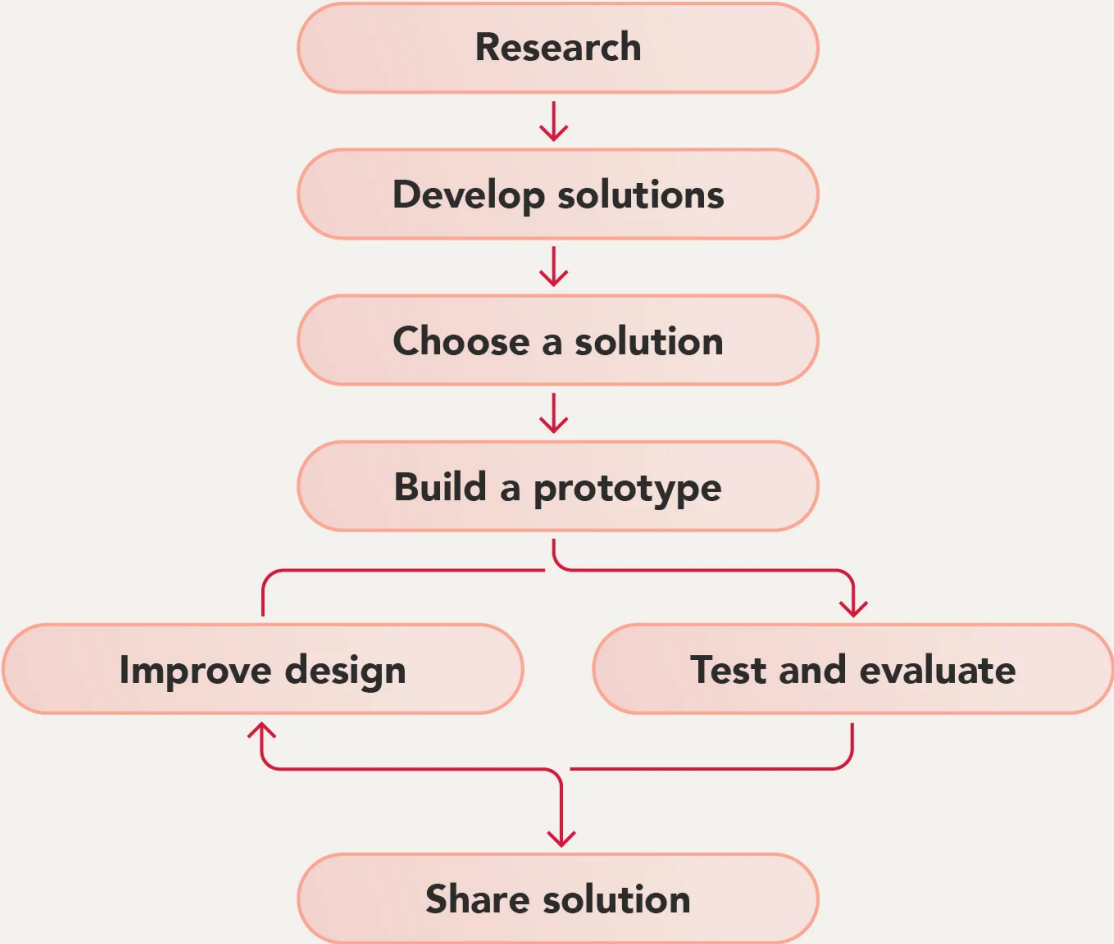 Research
Develop solutions
Choose a solution
Build a prototype
Improve design
Test and evaluate
Share solution